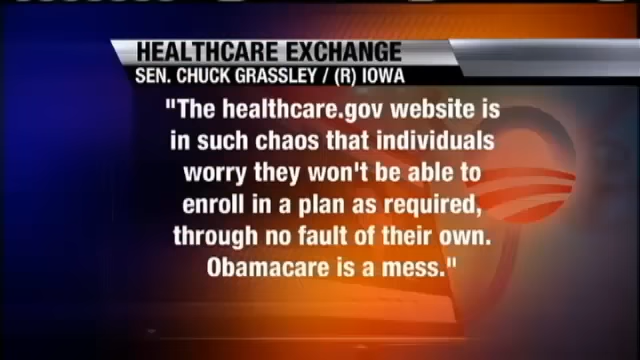 HEALTHCARE EXCHANGE
SEN. CHUCK GRASSLEY / (R) IOWA
"The healthcare.gov website is
in such chaos that individuals
worry they won't be able to
enroll in a plan as required,
through no fault of their own.
Obamacare is a mess."